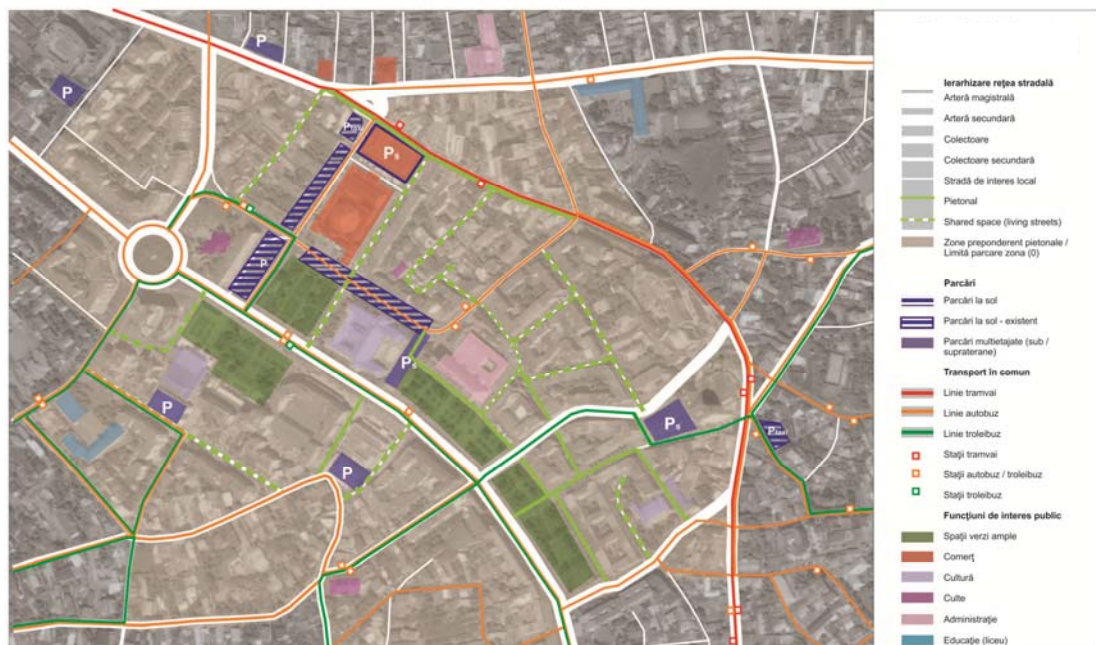 P
P
P
Ps
P
Ps
P
P
Ps
Ierarhizare rețea stradală
Arteră magistrală
Arteră secundară
Colectoare
Colectoare secundară
Stradă de interes local
Pietonal
Shared space (living streets)
Zone preponderent pietonale /
Limită parcare zona (0)
Parcări
Parcări la sol
Parcări la sol - existent
Parcări multietajate (sub /
supraterane)
Transport în comun
Linie tramvai
Linie autobuz
Linie troleibuz
Stații tramvai
Stații autobuz / troleibuz
Stații troleibuz
Funcțiuni de interes public
Spații verzi ample
Comerț
Cultură
Culte
Administrație
Educație (liceu)